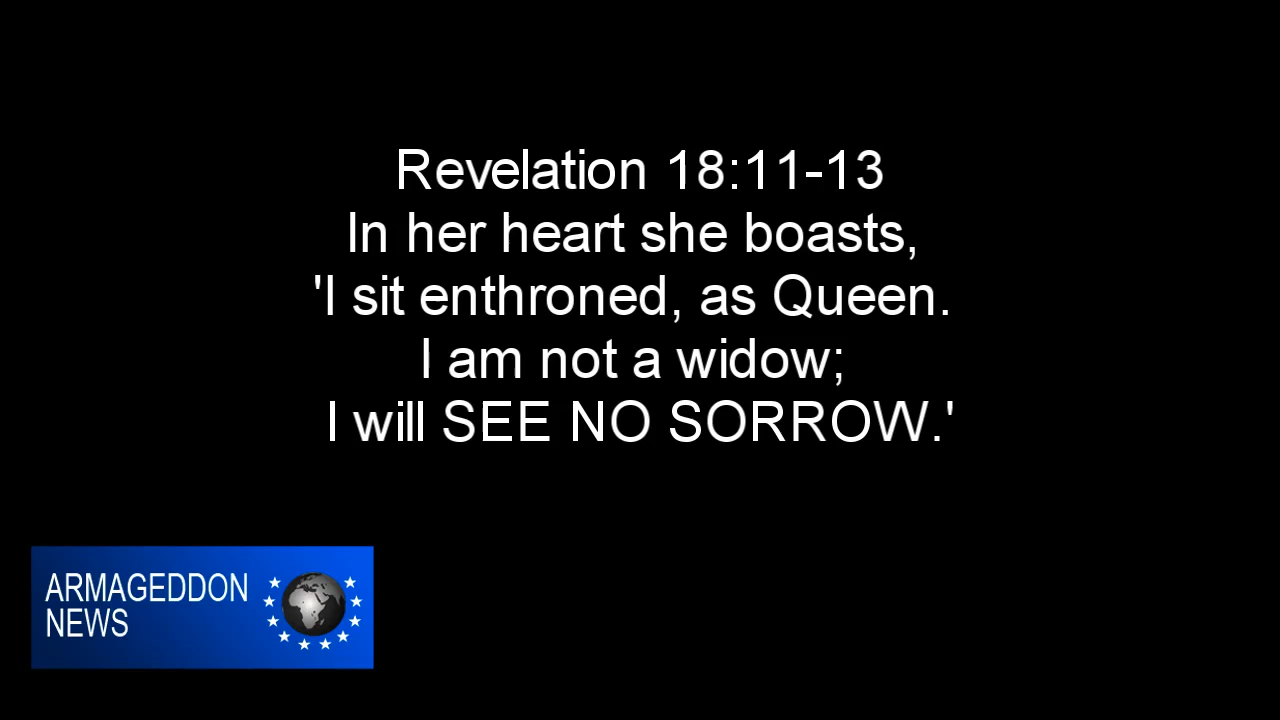 Revelation 18:11-13
In her heart she boasts,
'I sit enthroned, as Queen.
I am not a widow;
I will SEE NO SORROW.'
ARMAGEDDON
NEWS